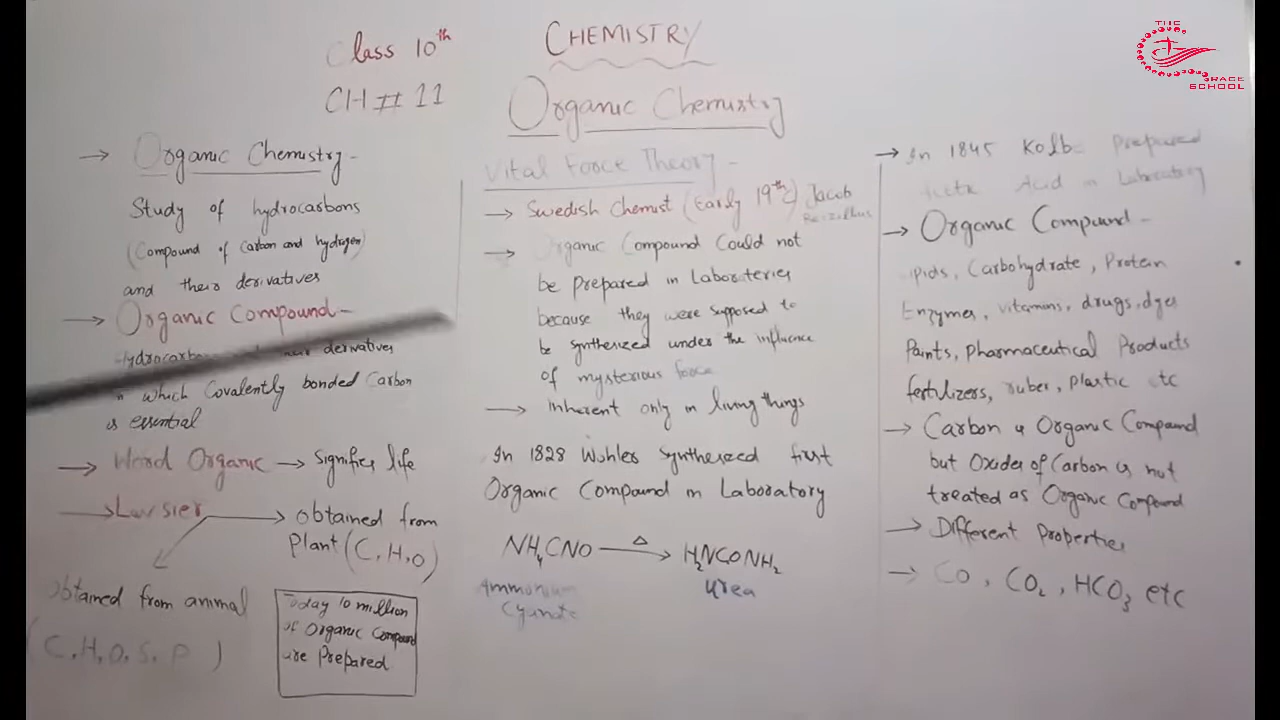 Class 10th
CHEMISTRY
CH # 11
Organic Chemistry
THE
GRACE
SCHOOL
→ Organic Chemistry-
Study of hydrocarbons
(Compound of Carbon and hydrogen)
and their derivatives
→ Organic Compound-
derivatives
in which Covalently bonded Carbon
is essential
→ Word Organic → Signifies life
→ Lavsier → obtained from
Plant (C, H, O)
obtained from animal
(C, H, O, S, P)
Today 10 million
of Organic Compound
are Prepared
Vital Force Theory-
→ Swedish Chemist (Early 19th C) Jacob
→ Organic Compound Could not
be prepared in Laboteries
because they were supposed to
be synthesized under the influence
of mysterious force
→ inherent only in living things
In 1828 Wohler Synthesized first
Organic Compound in Laboratory
NH4CNO —Δ→ H2NCONH2
Ammonium Urea
Cyanate
→ In 1845 Kolbe Prepared
Acid in Laboratory
→ Organic Compound-
Lipids, Carbohydrate, Protein
Enzymes, vitamins, drugs, dyes
Paints, Pharmaceutical Products
fertilizers, ruber, Plastic etc
→ Carbon is Organic Compound
but Oxides of Carbon is not
treated as Organic Compound
→ Different Properties
→ CO, CO2, HCO3 etc